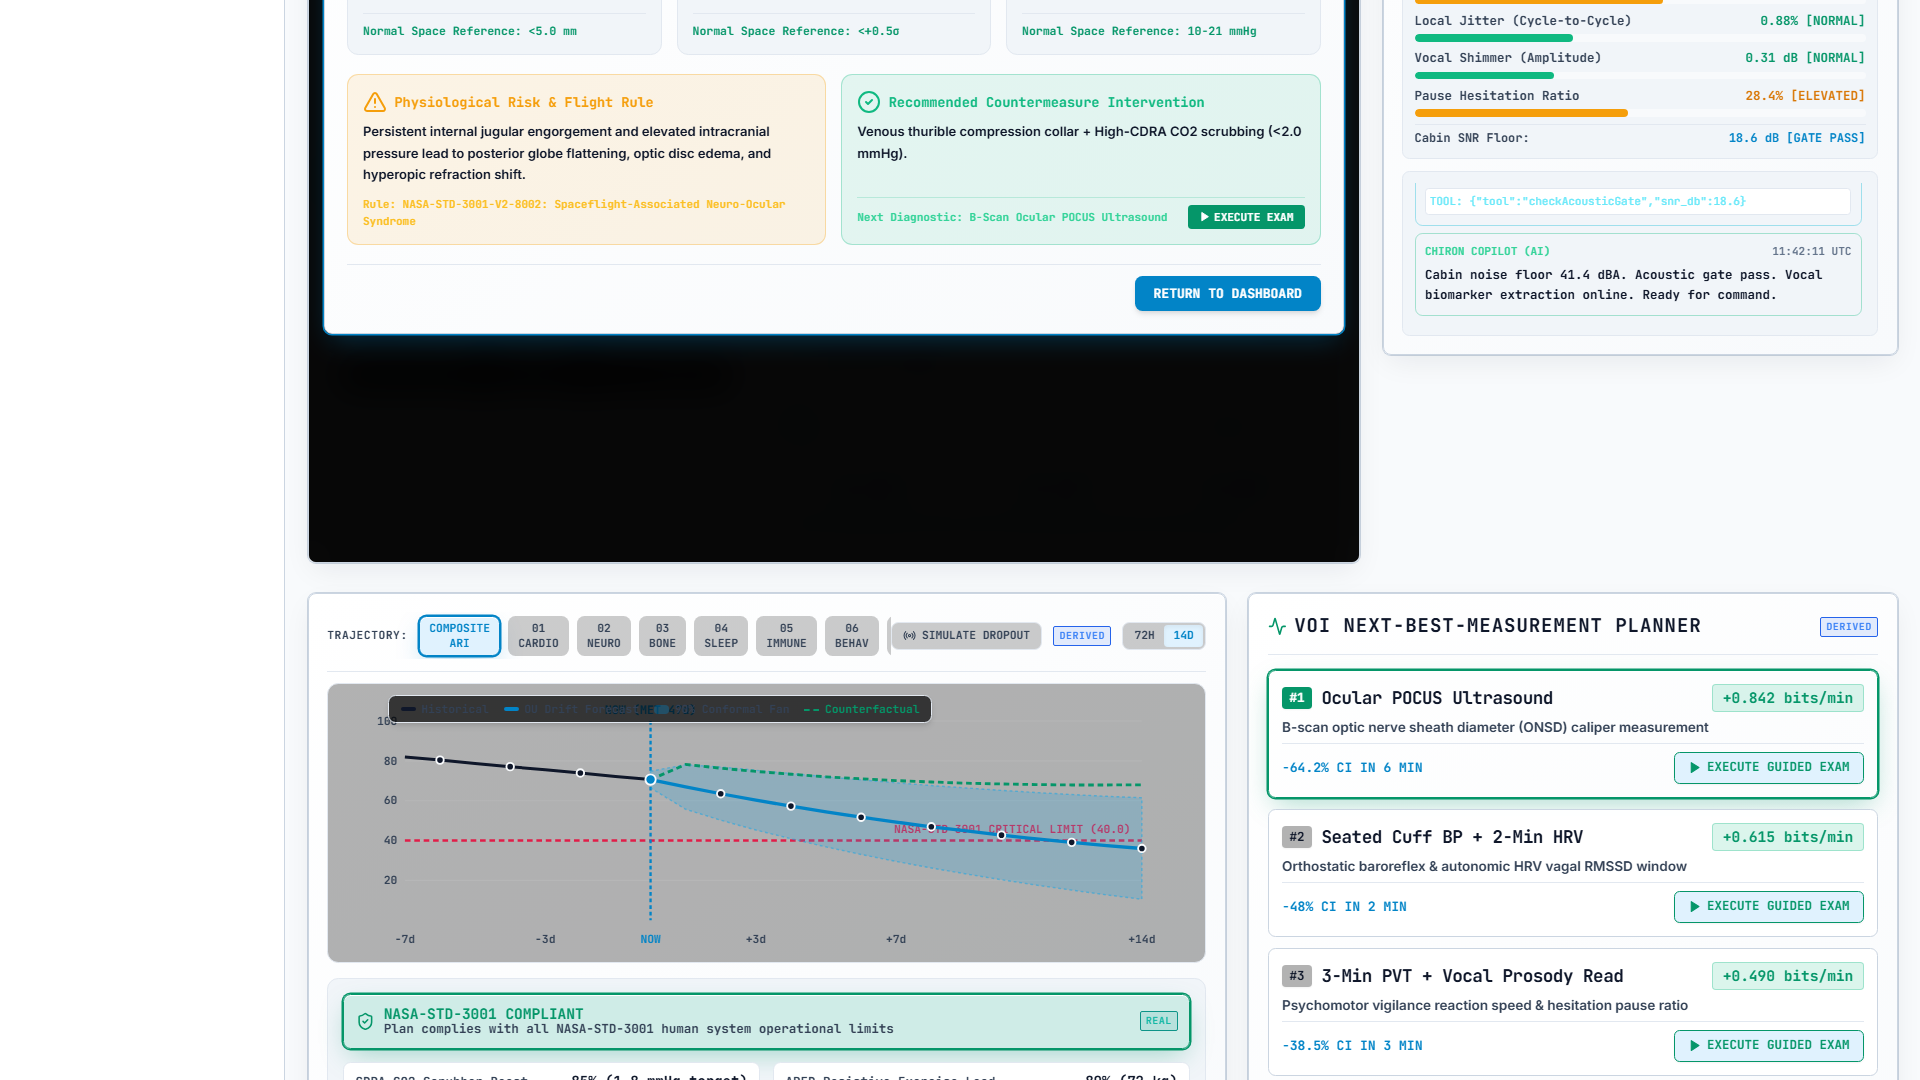 Normal Space Reference: <5.0 mm
Normal Space Reference: <+0.5σ
Normal Space Reference: 10-21 mmHg
Physiological Risk & Flight Rule
Persistent internal jugular engorgement and elevated intracranial
pressure lead to posterior globe flattening, optic disc edema, and
hyperopic refraction shift.
Rule: NASA-STD-3001-V2-8002: Spaceflight-Associated Neuro-Ocular
Syndrome
Recommended Countermeasure Intervention
Venous thurible compression collar + High-CDRA CO2 scrubbing (<2.0
mmHg).
Next Diagnostic: B-Scan Ocular POCUS Ultrasound
EXECUTE EXAM
RETURN TO DASHBOARD
Local Jitter (Cycle-to-Cycle) 0.88% [NORMAL]
Vocal Shimmer (Amplitude) 0.31 dB [NORMAL]
Pause Hesitation Ratio 28.4% [ELEVATED]
Cabin SNR Floor: 18.6 dB [GATE PASS]
TOOL: {"tool":"checkAcousticGate","snr_db":18.6}
CHIRON COPILOT (AI) 11:42:11 UTC
Cabin noise floor 41.4 dBA. Acoustic gate pass. Vocal
biomarker extraction online. Ready for command.
TRAJECTORY:
COMPOSITE
ARI
01
CARDIO
02
NEURO
03
BONE
04
SLEEP
05
IMMUNE
06
BEHAV
SIMULATE DROPOUT
DERIVED
72H 14D
Historical
Counterfactual
100
80
60
40
20
NASA-STD-3001 CRITICAL LIMIT (40.0)
-7d
-3d
NOW
+3d
+7d
+14d
NASA-STD-3001 COMPLIANT
Plan complies with all NASA-STD-3001 human system operational limits
REAL
VOI NEXT-BEST-MEASUREMENT PLANNER
DERIVED
#1 Ocular POCUS Ultrasound +0.842 bits/min
B-scan optic nerve sheath diameter (ONSD) caliper measurement
-64.2% CI IN 6 MIN EXECUTE GUIDED EXAM
#2 Seated Cuff BP + 2-Min HRV +0.615 bits/min
Orthostatic baroreflex & autonomic HRV vagal RMSSD window
-48% CI IN 2 MIN EXECUTE GUIDED EXAM
#3 3-Min PVT + Vocal Prosody Read +0.490 bits/min
Psychomotor vigilance reaction speed & hesitation pause ratio
-38.5% CI IN 3 MIN EXECUTE GUIDED EXAM